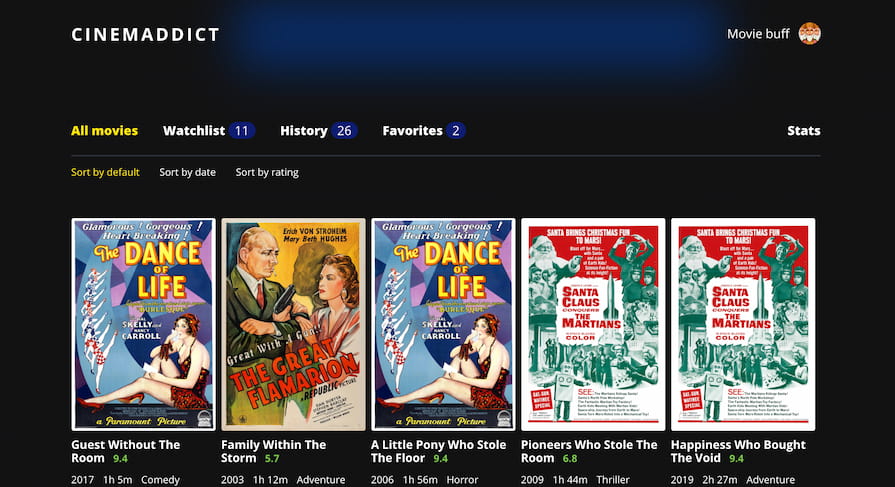 CINEMADDICT
Movie buff
All movies Watchlist 11 History 26 Favorites 2 Stats
Sort by default Sort by date Sort by rating
Glamorous! Gorgeous!
Heart Breaking!
The DANCE
OF
LIFE
SKELLY and
NANCY
CARROLL
a Paramount Picture
Erich VON STROHEIM
Mary Beth HUGHES
Great With A Gun
THE GREAT
FLAMARION
A REPUBLIC PICTURE
Glamorous! Gorgeous!
Heart Breaking!
The DANCE
OF
LIFE
SKELLY and
NANCY
CARROLL
a Paramount Picture
SANTA BRINGS CHRISTMAS FUN
TO MARS!
SANTA
CLAUS
CONQUERS
THE
MARTIANS
COLOR
SEE:
SANTA BRINGS CHRISTMAS FUN
TO MARS!
SANTA
CLAUS
CONQUERS
THE
MARTIANS
COLOR
SEE:
Guest Without The
Room 9.4
2017 1h 5m Comedy
Family Within The
Storm 5.7
2003 1h 12m Adventure
A Little Pony Who Stole
The Floor 9.4
2006 1h 56m Horror
Pioneers Who Stole The
Room 6.8
2009 1h 44m Thriller
Happiness Who Bought
The Void 9.4
2019 2h 27m Adventure